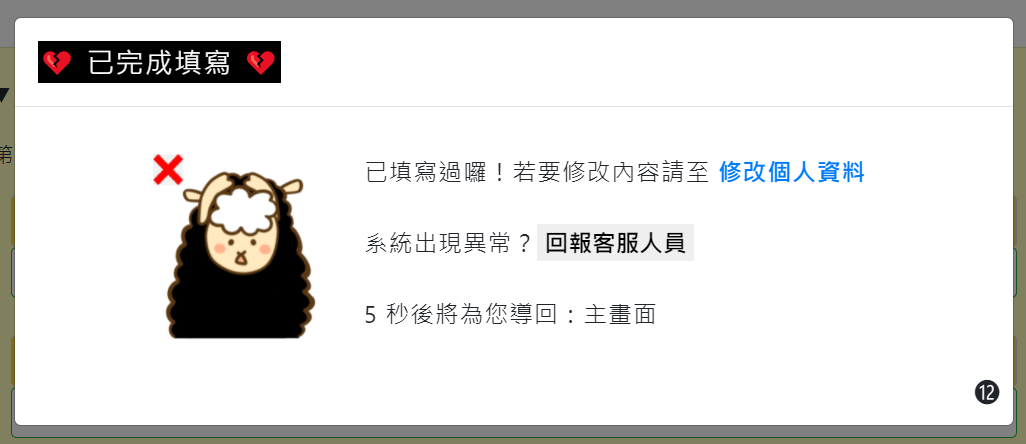 💔 已完成填寫 💔
第
已填寫過囉！若要修改內容請至 修改個人資料
系統出現異常？回報客服人員
5 秒後將為您導回：主畫面
⓬